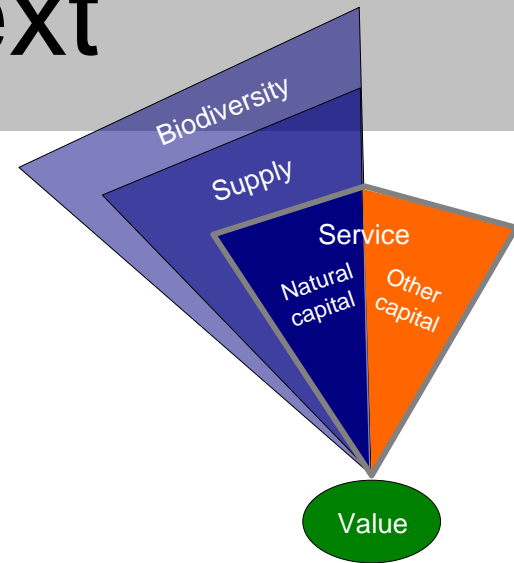 ext
Biodiversity
Supply
Service
Natural
capital
Other
capital
Value